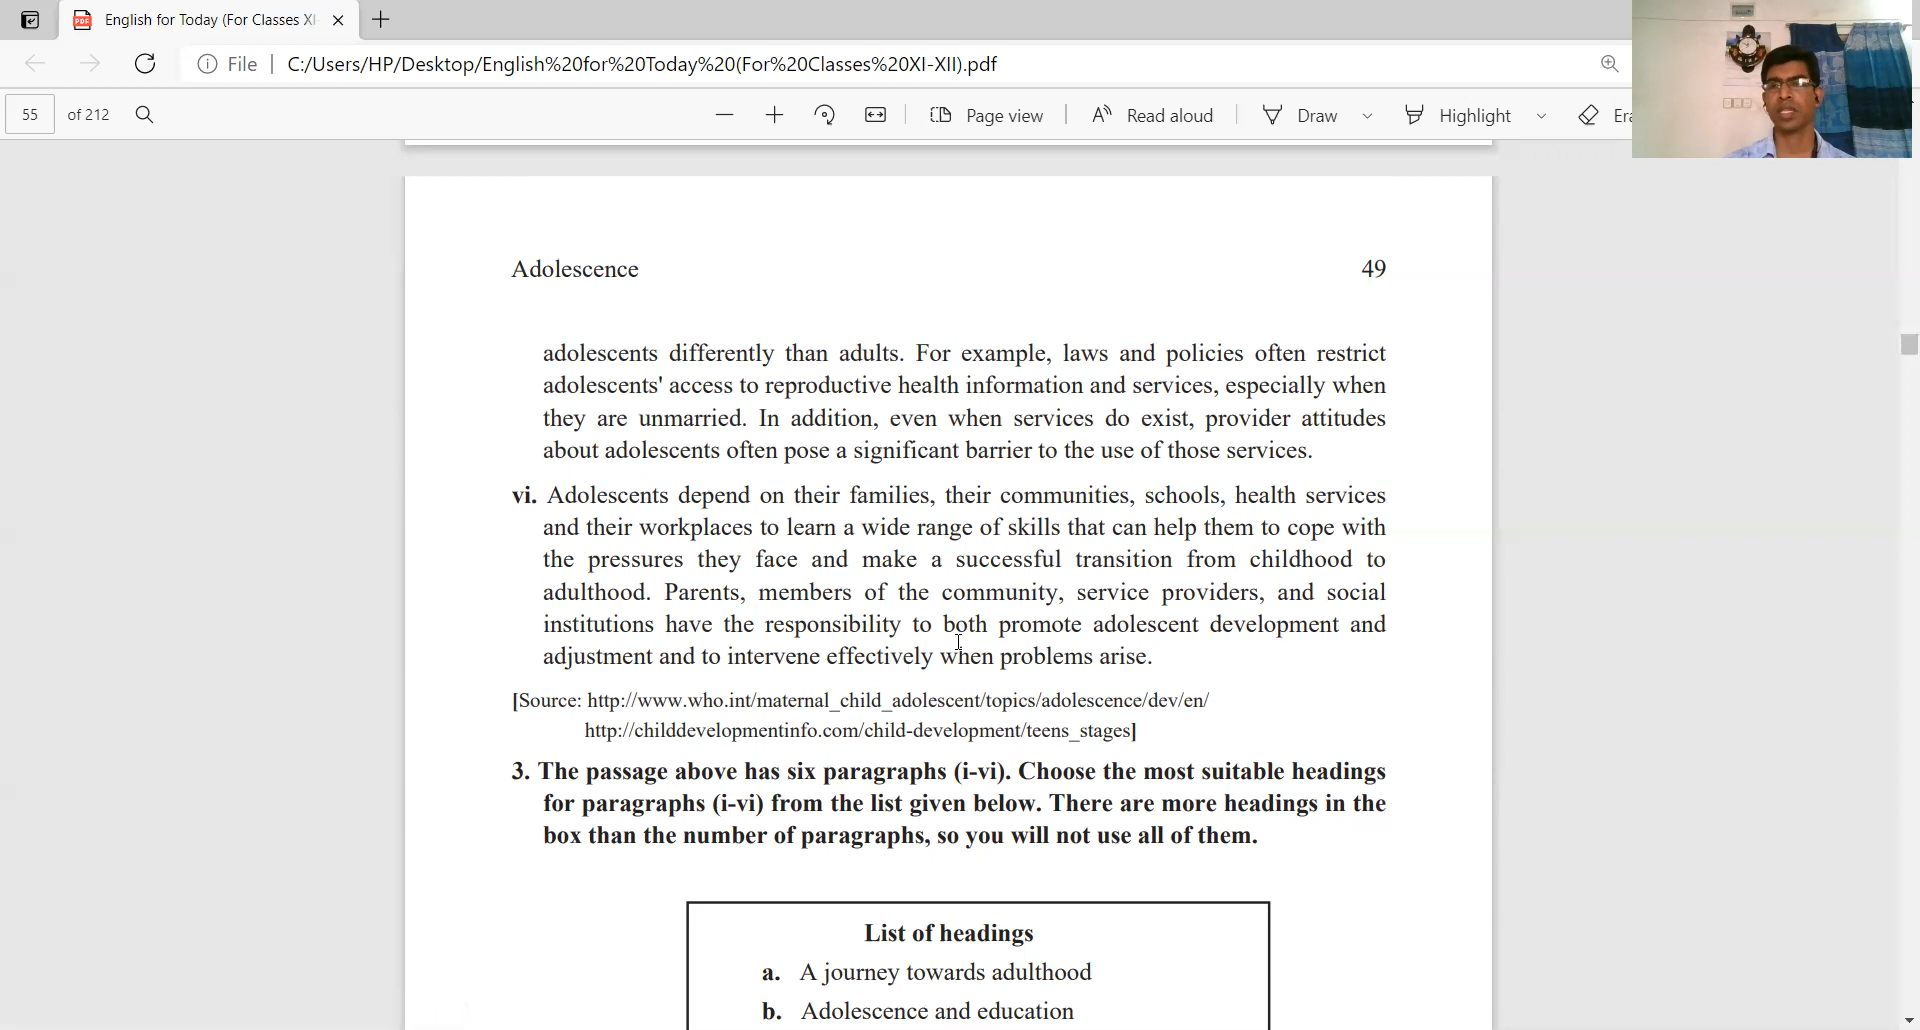 English for Today (For Classes XI-
File
C:/Users/HP/Desktop/English%20for%20Today%20(For%20Classes%20XI-XII).pdf
55 of 212
Page view
Read aloud
Draw
Highlight
Era
Adolescence 49
adolescents differently than adults. For example, laws and policies often restrict
adolescents' access to reproductive health information and services, especially when
they are unmarried. In addition, even when services do exist, provider attitudes
about adolescents often pose a significant barrier to the use of those services.
vi. Adolescents depend on their families, their communities, schools, health services
and their workplaces to learn a wide range of skills that can help them to cope with
the pressures they face and make a successful transition from childhood to
adulthood. Parents, members of the community, service providers, and social
institutions have the responsibility to both promote adolescent development and
adjustment and to intervene effectively when problems arise.
[Source: http://www.who.int/maternal_child_adolescent/topics/adolescence/dev/en/
http://childdevelopmentinfo.com/child-development/teens_stages]
3. The passage above has six paragraphs (i-vi). Choose the most suitable headings
for paragraphs (i-vi) from the list given below. There are more headings in the
box than the number of paragraphs, so you will not use all of them.
List of headings
a. A journey towards adulthood
b. Adolescence and education